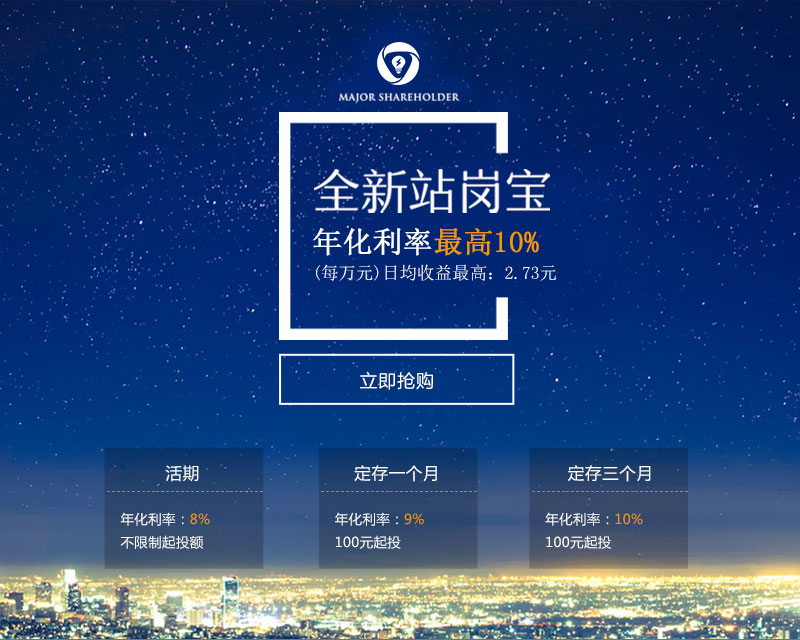 MAJOR SHAREHOLDER
全新站岗宝
年化利率最高10%
(每万元)日均收益最高：2.73元
立即抢购
活期
年化利率：8%
不限制起投额
定存一个月
年化利率：9%
100元起投
定存三个月
年化利率：10%
100元起投